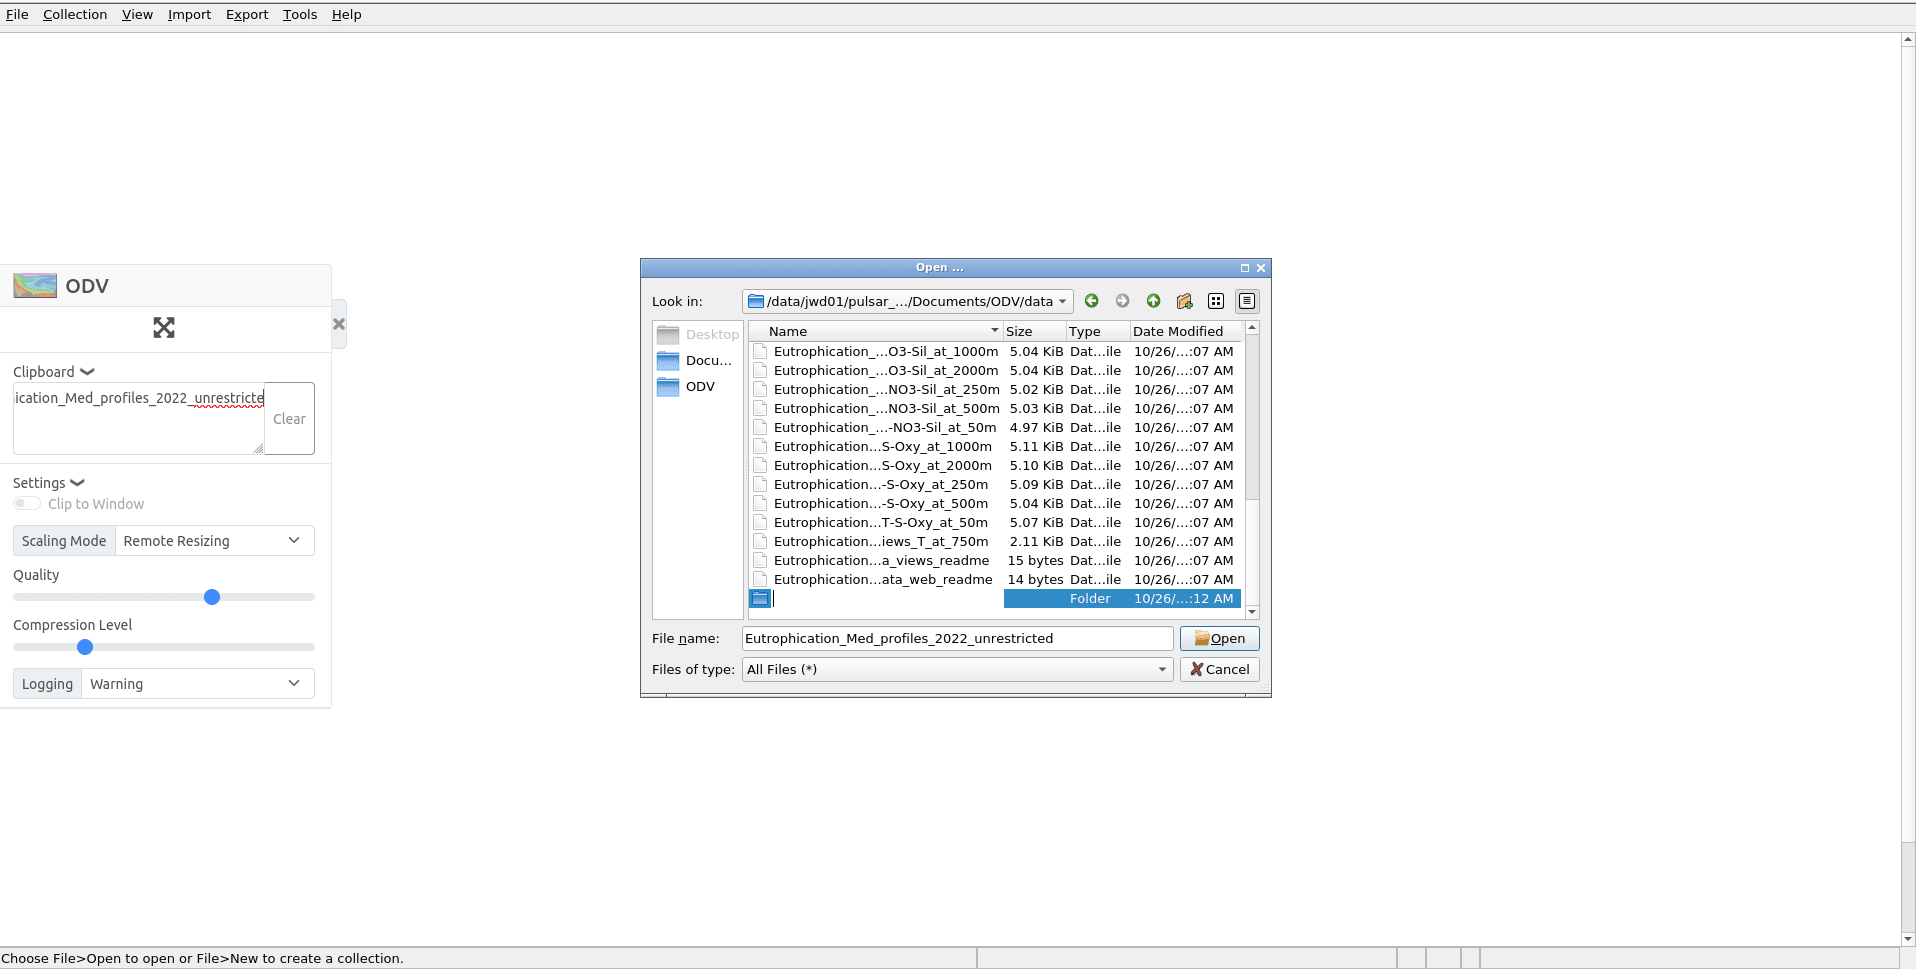 File Collection View Import Export Tools Help
ODV
Clipboard
ication_Med_profiles_2022_unrestricte
Clear
Settings
Clip to Window
Scaling Mode Remote Resizing
Quality
Compression Level
Logging Warning
Open ...
Look in: /data/jwd01/pulsar_.../Documents/ODV/data
Desktop
Docu...
ODV
Name Size Type Date Modified
Eutrophication_...O3-Sil_at_1000m 5.04 KiB Dat...ile 10/26/...:07 AM
Eutrophication_...O3-Sil_at_2000m 5.04 KiB Dat...ile 10/26/...:07 AM
Eutrophication_...NO3-Sil_at_250m 5.02 KiB Dat...ile 10/26/...:07 AM
Eutrophication_...NO3-Sil_at_500m 5.03 KiB Dat...ile 10/26/...:07 AM
Eutrophication_...-NO3-Sil_at_50m 4.97 KiB Dat...ile 10/26/...:07 AM
Eutrophication...S-Oxy_at_1000m 5.11 KiB Dat...ile 10/26/...:07 AM
Eutrophication...S-Oxy_at_2000m 5.10 KiB Dat...ile 10/26/...:07 AM
Eutrophication...-S-Oxy_at_250m 5.09 KiB Dat...ile 10/26/...:07 AM
Eutrophication...-S-Oxy_at_500m 5.04 KiB Dat...ile 10/26/...:07 AM
Eutrophication...T-S-Oxy_at_50m 5.07 KiB Dat...ile 10/26/...:07 AM
Eutrophication...iews_T_at_750m 2.11 KiB Dat...ile 10/26/...:07 AM
Eutrophication...a_views_readme 15 bytes Dat...ile 10/26/...:07 AM
Eutrophication...ata_web_readme 14 bytes Dat...ile 10/26/...:07 AM
Folder 10/26/...:12 AM
File name: Eutrophication_Med_profiles_2022_unrestricted Open
Files of type: All Files (*) Cancel
Choose File>Open to open or File>New to create a collection.